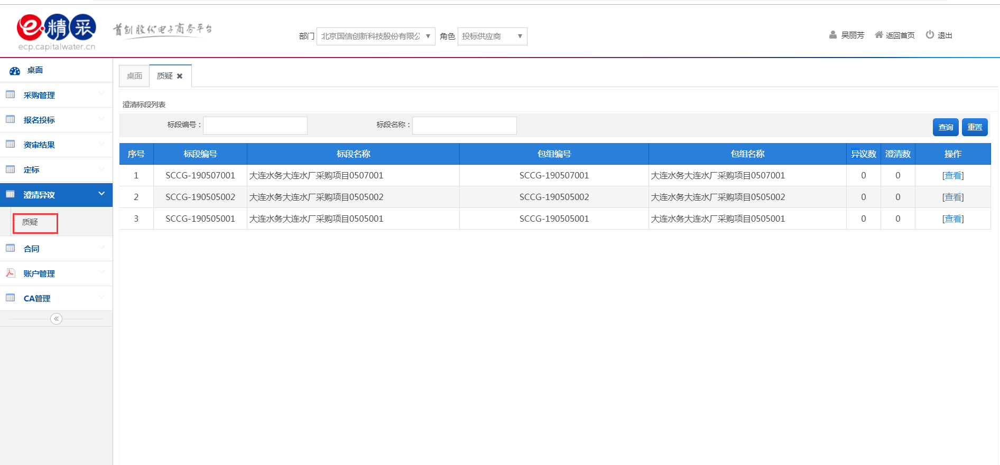 e·精采
首创股份电子商务平台
ecp.capitalwater.cn
部门 北京国信创新科技股份有限公 ▼ 角色 投标供应商 ▼
吴丽芳 返回首页 退出
桌面
采购管理
报名投标
资审结果
定标
澄清异议
质疑
合同
账户管理
CA管理
桌面 质疑 ✖
澄清标段列表
标段编号： 标段名称： 查询 重置
序号 标段编号 标段名称 包组编号 包组名称 异议数 澄清数 操作
1 SCCG-190507001 大连水务大连水厂采购项目0507001 SCCG-190507001 大连水务大连水厂采购项目0507001 0 0 [查看]
2 SCCG-190505002 大连水务大连水厂采购项目0505002 SCCG-190505002 大连水务大连水厂采购项目0505002 0 0 [查看]
3 SCCG-190505001 大连水务大连水厂采购项目0505001 SCCG-190505001 大连水务大连水厂采购项目0505001 0 0 [查看]